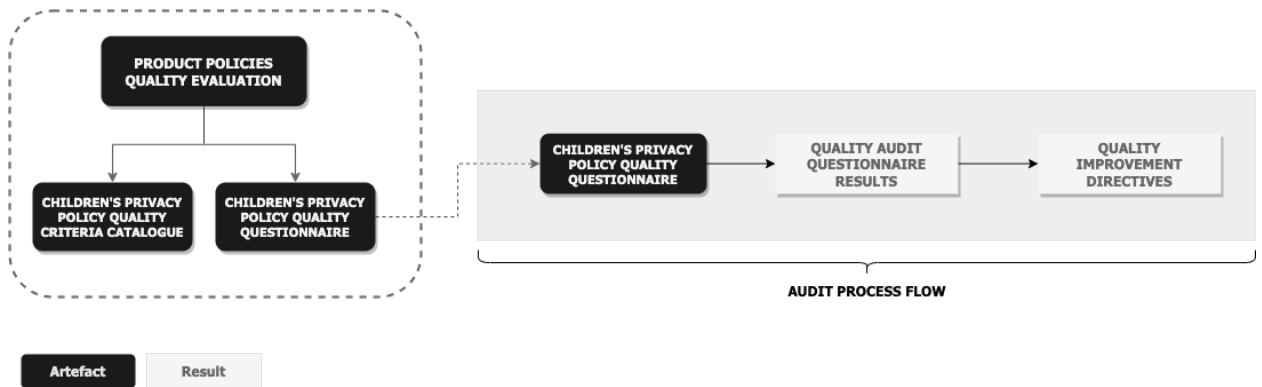 PRODUCT POLICIES
QUALITY EVALUATION
CHILDREN'S PRIVACY
POLICY QUALITY
CRITERIA CATALOGUE
CHILDREN'S PRIVACY
POLICY QUALITY
QUESTIONNAIRE
CHILDREN'S PRIVACY
POLICY QUALITY
QUESTIONNAIRE
QUALITY AUDIT
QUESTIONNAIRE
RESULTS
QUALITY
IMPROVEMENT
DIRECTIVES
AUDIT PROCESS FLOW
Artefact
Result